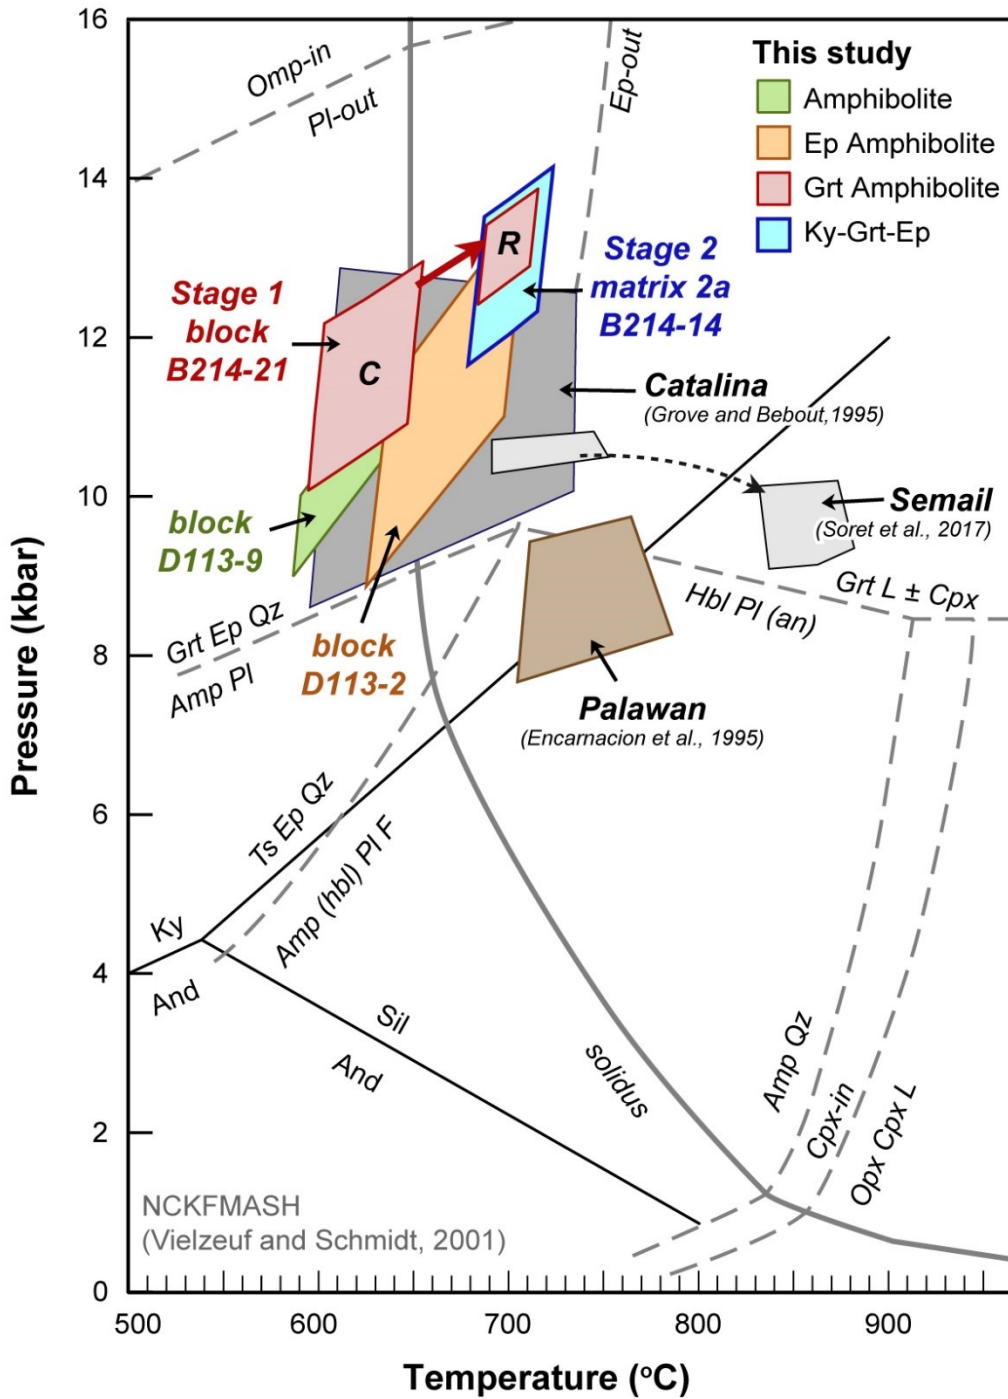 16
14
12
10
8
6
4
2
0
Pressure (kbar)
500
600
700
800
900
Temperature (°C)
This study
Amphibolite
Ep Amphibolite
Grt Amphibolite
Ky-Grt-Ep
Omp-in
Pl-out
Ep-out
R
C
Stage 1
block
B214-21
Stage 2
matrix 2a
B214-14
Catalina
(Grove and Bebout,1995)
Semail
(Soret et al., 2017)
block
D113-9
block
D113-2
Palawan
(Encarnacion et al., 1995)
Grt Ep Qz
Amp Pl
Hbl Pl (an)
Grt L ± Cpx
Ts Ep Qz
Amp (hbl) Pl F
Ky
And
Sil
And
solidus
Amp Qz
Cpx-in
Opx Cpx L
NCKFMASH
(Vielzeuf and Schmidt, 2001)